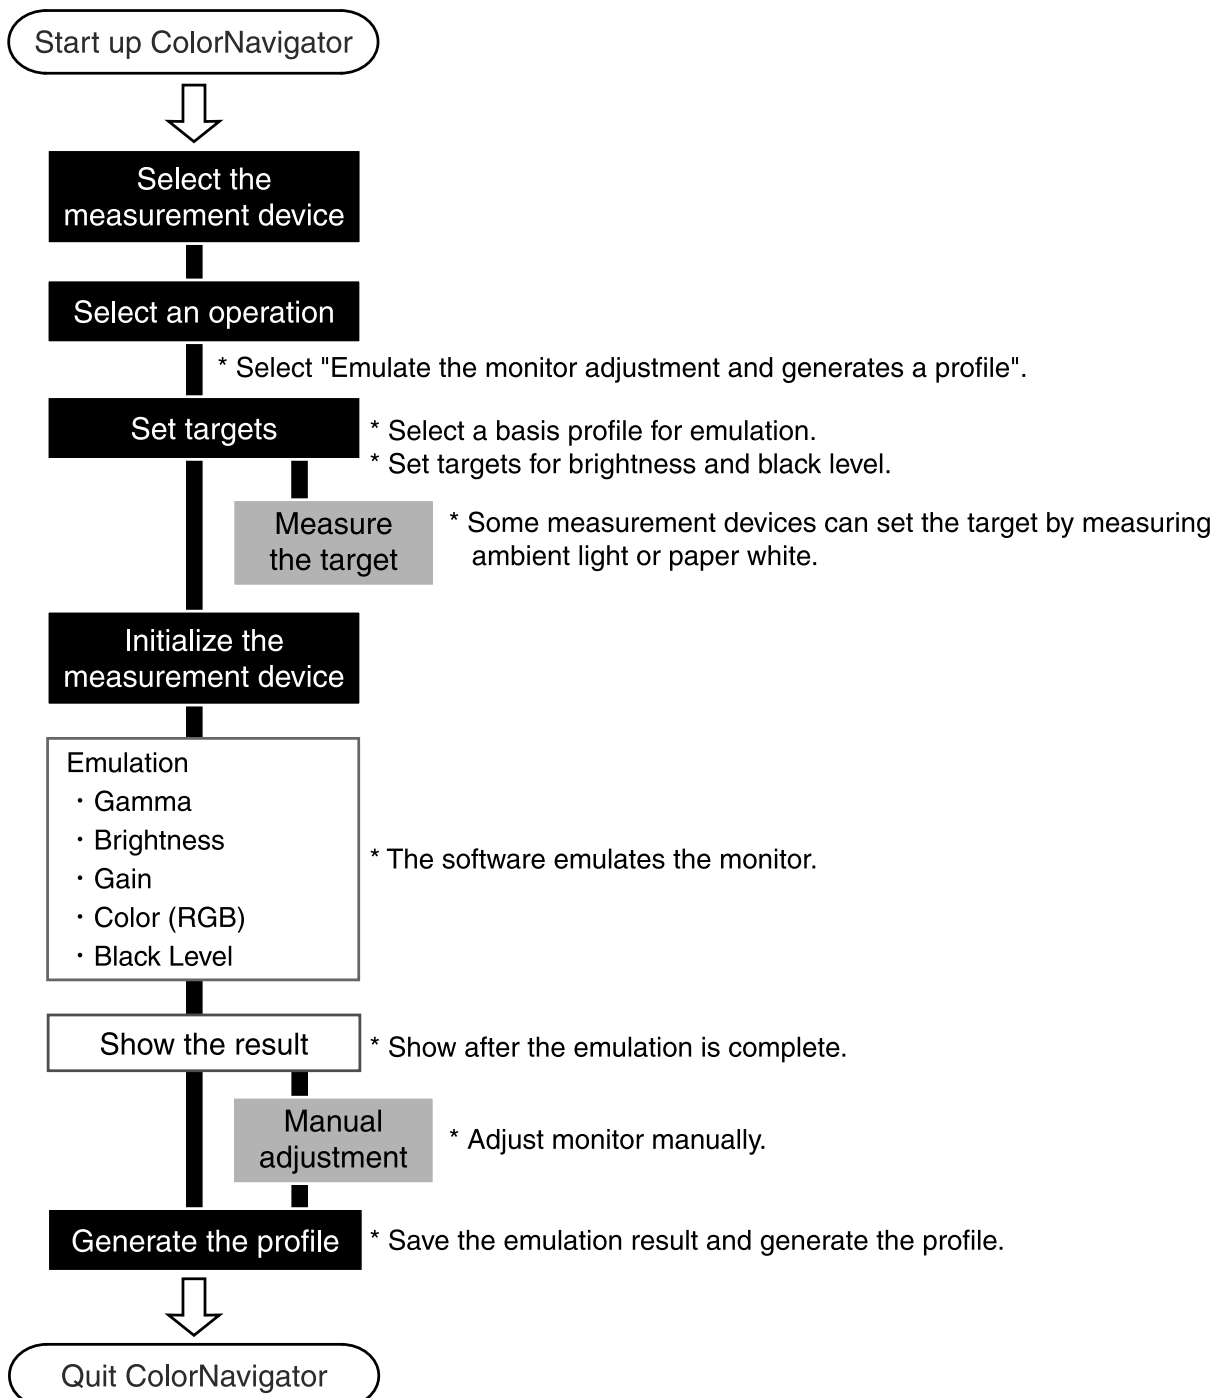 Start up ColorNavigator
Select the
measurement device
Select an operation
* Select "Emulate the monitor adjustment and generates a profile".
Set targets
* Select a basis profile for emulation.
* Set targets for brightness and black level.
Measure
the target
* Some measurement devices can set the target by measuring
ambient light or paper white.
Initialize the
measurement device
Emulation
・Gamma
・Brightness
・Gain
・Color (RGB)
・Black Level
* The software emulates the monitor.
Show the result
* Show after the emulation is complete.
Manual
adjustment
* Adjust monitor manually.
Generate the profile
* Save the emulation result and generate the profile.
Quit ColorNavigator